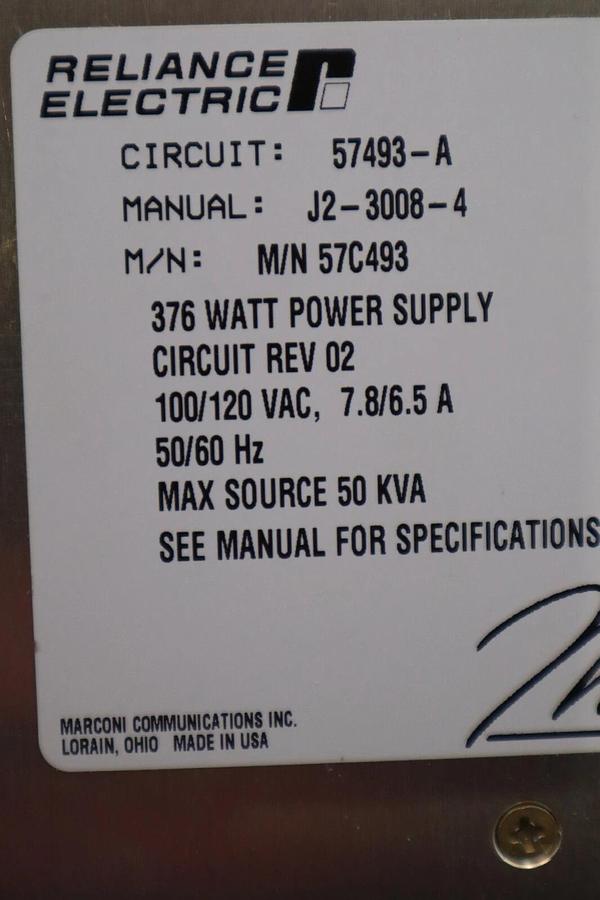 RELIANCE
ELECTRIC
CIRCUIT: 57493-A
MANUAL: J2-3008-4
M/N: M/N 57C493
376 WATT POWER SUPPLY
CIRCUIT REV 02
100/120 VAC, 7.8/6.5 A
50/60 Hz
MAX SOURCE 50 KVA
SEE MANUAL FOR SPECIFICATIONS
MARCONI COMMUNICATIONS INC.
LORAIN, OHIO MADE IN USA